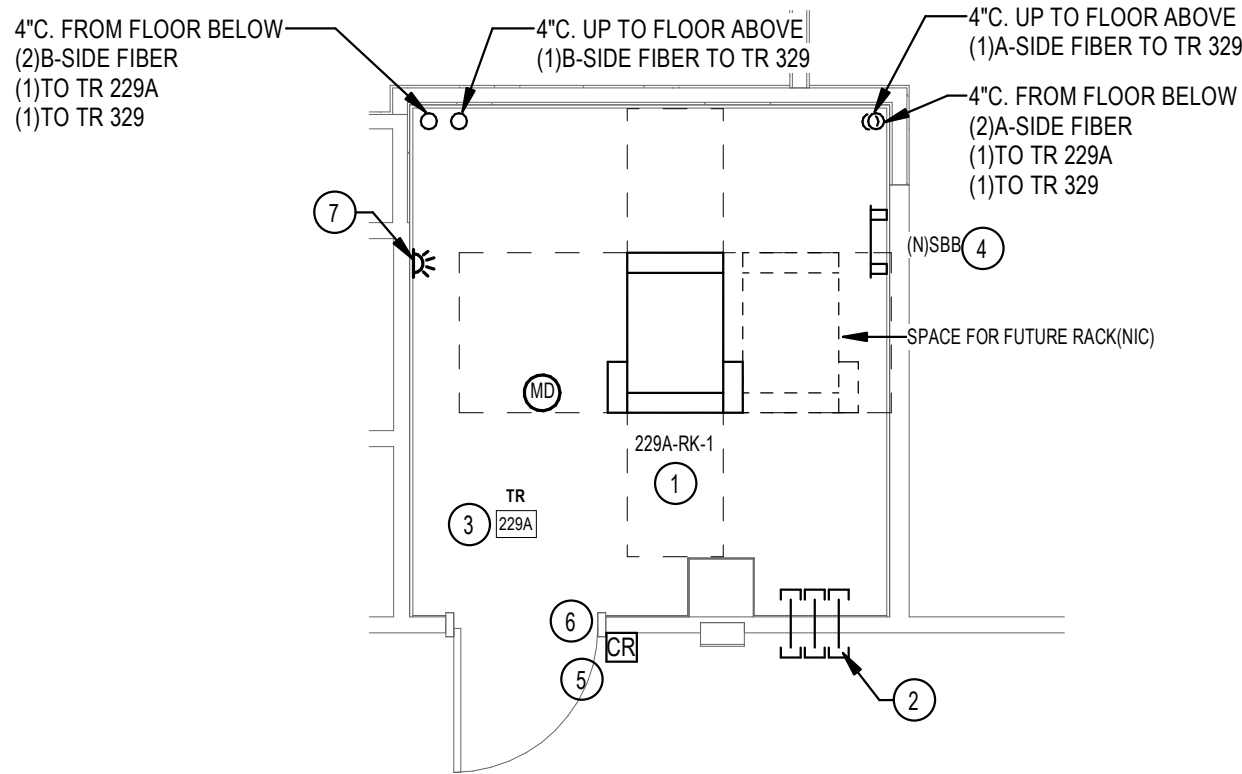 4"C. FROM FLOOR BELOW
(2)B-SIDE FIBER
(1)TO TR 229A
(1)TO TR 329
4"C. UP TO FLOOR ABOVE
(1)B-SIDE FIBER TO TR 329
4"C. UP TO FLOOR ABOVE
(1)A-SIDE FIBER TO TR 329
4"C. FROM FLOOR BELOW
(2)A-SIDE FIBER
(1)TO TR 229A
(1)TO TR 329
7
(N)SBB
4
SPACE FOR FUTURE RACK(NIC)
MD
229A-RK-1
1
TR
3
229A
6
CR
5
2